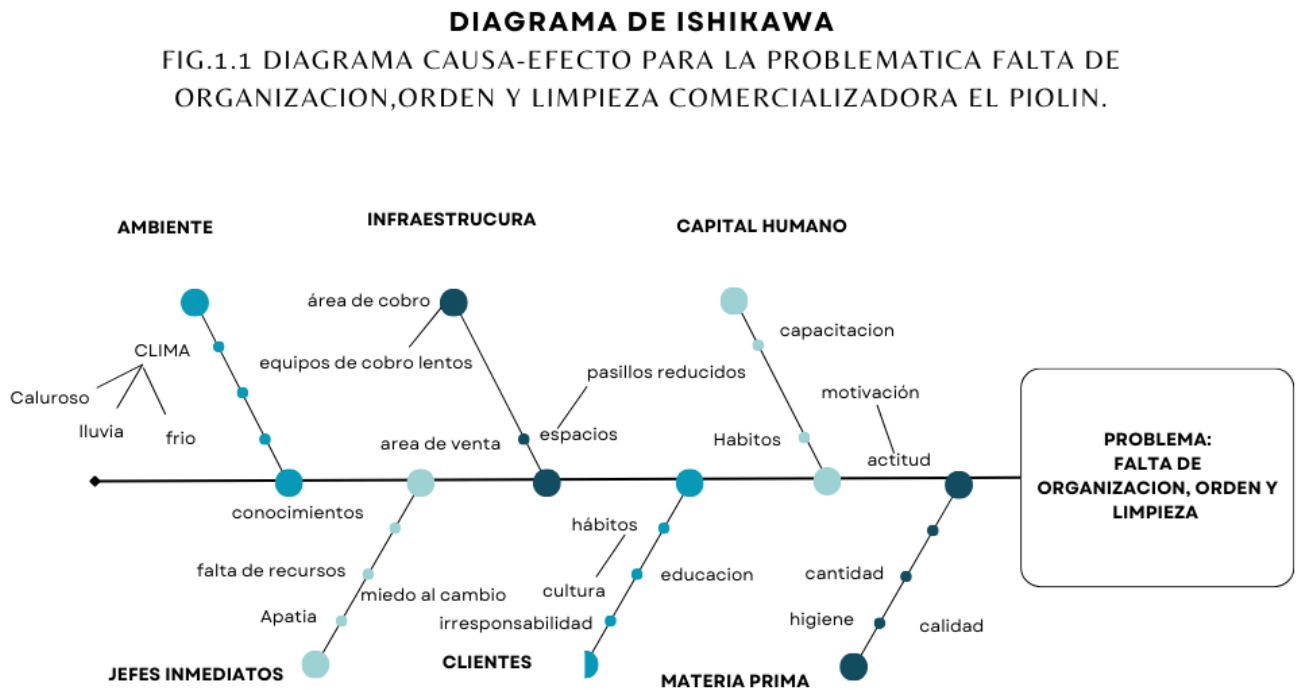 DIAGRAMA DE ISHIKAWA
FIG.1.1 DIAGRAMA CAUSA-EFECTO PARA LA PROBLEMATICA FALTA DE
ORGANIZACION,ORDEN Y LIMPIEZA COMERCIALIZADORA EL PIOLIN.
AMBIENTE
INFRAESTRUCURA
CAPITAL HUMANO
área de cobro
capacitacion
CLIMA
equipos de cobro lentos
pasillos reducidos
Caluroso
motivación
lluvia
frio
area de venta
espacios
Habitos
actitud
PROBLEMA:
FALTA DE
ORGANIZACION, ORDEN Y
LIMPIEZA
conocimientos
hábitos
falta de recursos
educacion
cantidad
miedo al cambio
cultura
Apatia
irresponsabilidad
higiene
calidad
JEFES INMEDIATOS
CLIENTES
MATERIA PRIMA